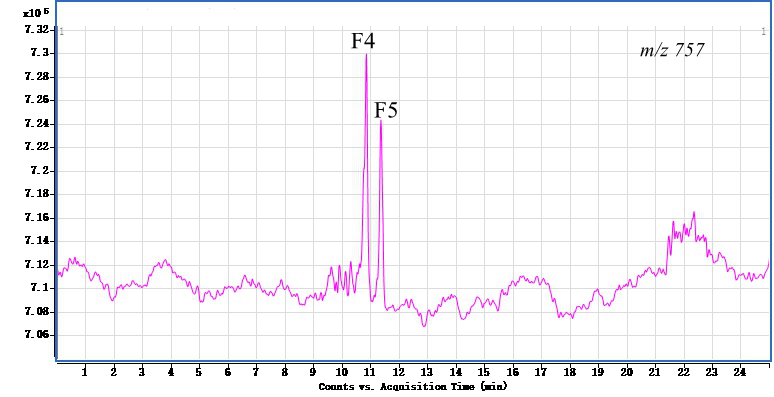 x10 6
7.32
1
1
F4
m/z 757
7.3
7.28
7.26
F5
7.24
7.22
7.2
7.18
7.16
7.14
7.12
7.1
7.08
7.06
1 2 3 4 5 6 7 8 9 10 11 12 13 14 15 16 17 18 19 20 21 22 23 24
Counts vs. Acquisition Time (min)